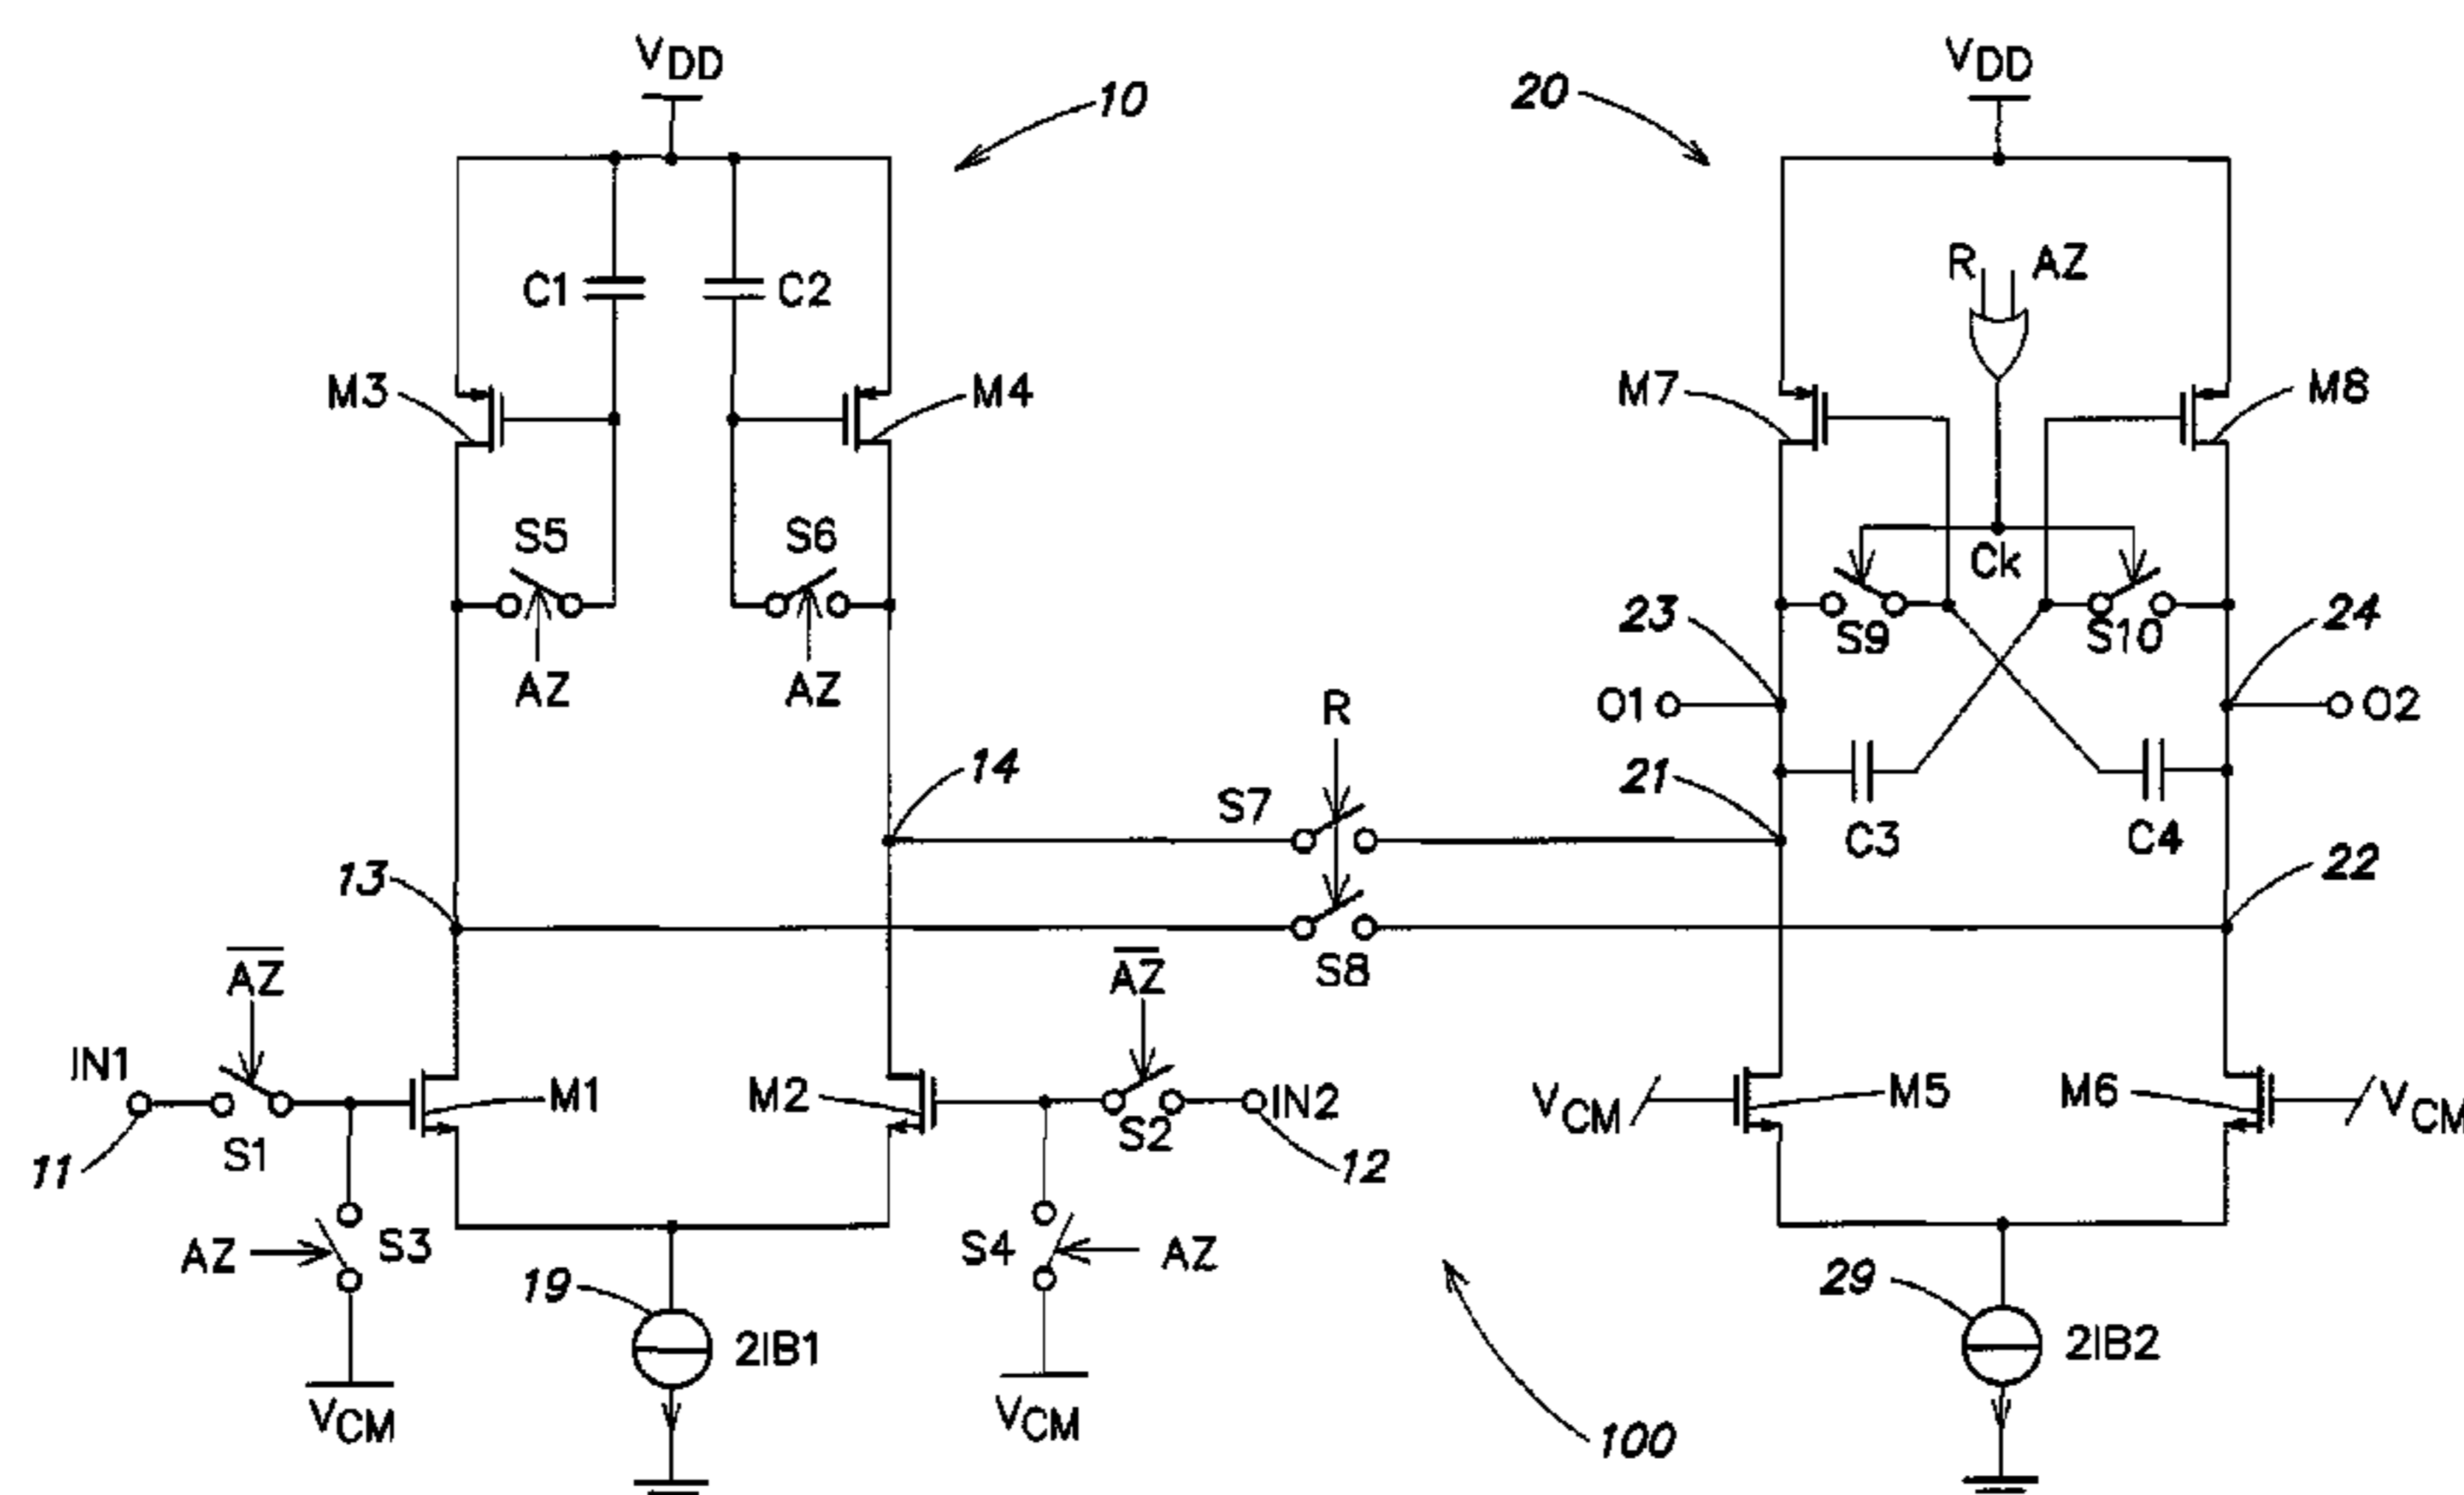 VDD
VDD
10
20
C1
C2
R
AZ
M3
M4
M7
M8
S5
S6
Ck
AZ
AZ
23
S9
S10
24
R
O1
O2
14
S7
21
C3
C4
13
22
S8
AZ
AZ
IN1
M1
M2
IN2
VCM
M5
M6
VCM
11
S1
S2
12
AZ
S3
S4
AZ
19
2IB1
29
2IB2
VCM
VCM
100